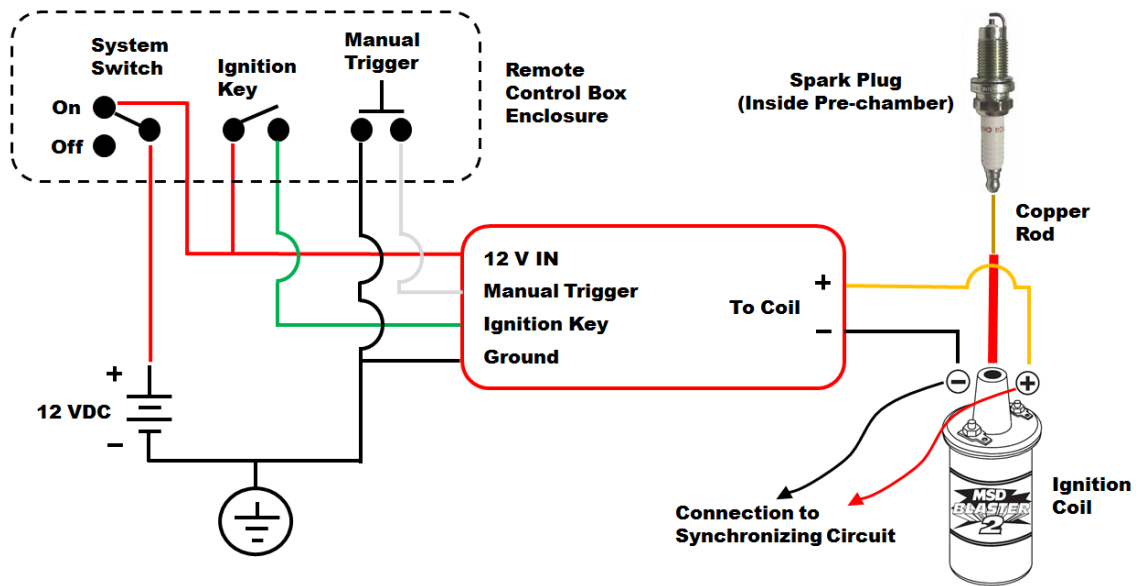 System
Switch
Ignition
Key
Manual
Trigger
Remote
Control Box
Enclosure
On
Off
Spark Plug
(Inside Pre-chamber)
Copper
Rod
12 V IN
Manual Trigger
Ignition Key
Ground
To Coil
+
−
+
12 VDC
−
−
+
Ignition
Coil
MSD
BLASTER
2
Connection to
Synchronizing Circuit